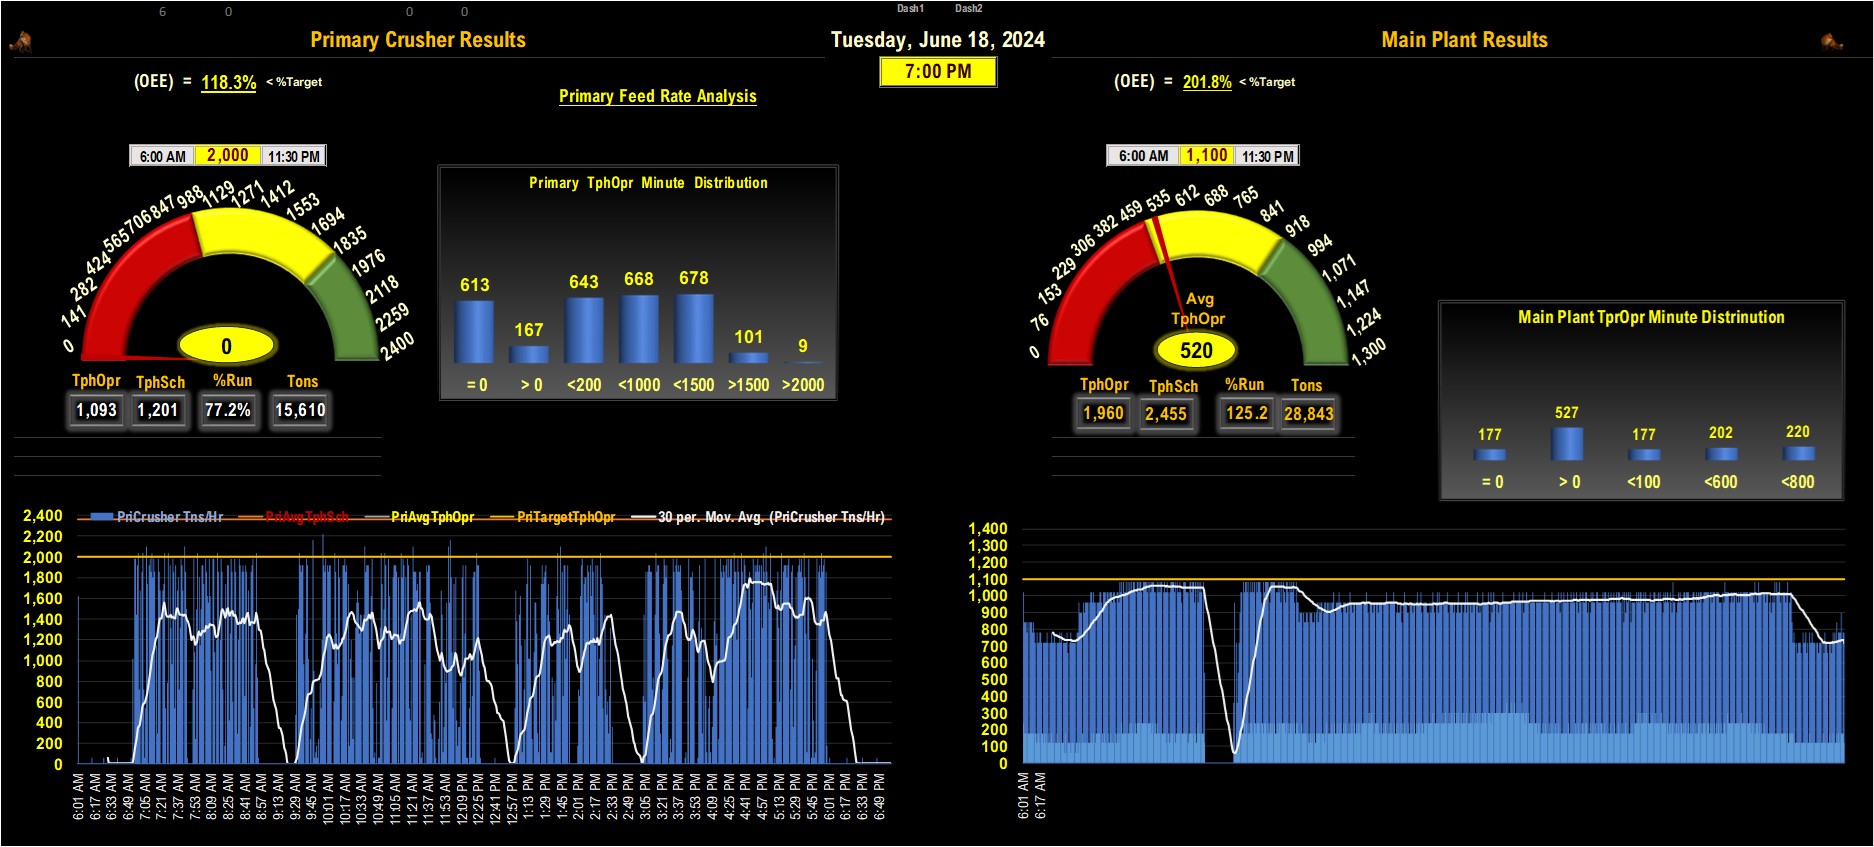 6 0 0 0 Dash1 Dash2
Primary Crusher Results
Tuesday, June 18, 2024
Main Plant Results
7:00 PM
(OEE) = 118.3% < %Target
Primary Feed Rate Analysis
(OEE) = 201.8% < %Target
6:00 AM 2,000 11:30 PM
0 141 282 424 565 706 847 988 1129 1271 1412 1553 1694 1835 1976 2118 2259 2400
0
TphOpr TphSch %Run Tons
1,093 1,201 77.2% 15,610
Primary TphOpr Minute Distribution
613 167 643 668 678 101 9
= 0 > 0 <200 <1000 <1500 >1500 >2000
6:00 AM 1,100 11:30 PM
0 76 153 229 306 382 459 535 612 688 765 841 918 994 1,071 1,147 1,224 1,300
Avg
TphOpr
520
TphOpr TphSch %Run Tons
1,960 2,455 125.2 28,843
Main Plant TprOpr Minute Distrinution
177 527 177 202 220
= 0 > 0 <100 <600 <800
PriCrusher Tns/Hr PriAvgTphSch PriAvgTphOpr PriTargetTphOpr 30 per. Mov. Avg. (PriCrusher Tns/Hr)
2,400
2,200
2,000
1,800
1,600
1,400
1,200
1,000
800
600
400
200
0
6:01 AM 6:17 AM 6:33 AM 6:49 AM 7:05 AM 7:21 AM 7:37 AM 7:53 AM 8:09 AM 8:25 AM 8:41 AM 8:57 AM 9:13 AM 9:29 AM 9:45 AM 10:01 AM 10:17 AM 10:33 AM 10:49 AM 11:05 AM 11:21 AM 11:37 AM 11:53 AM 12:09 PM 12:25 PM 12:41 PM 12:57 PM 1:13 PM 1:29 PM 1:45 PM 2:01 PM 2:17 PM 2:33 PM 2:49 PM 3:05 PM 3:21 PM 3:37 PM 3:53 PM 4:09 PM 4:25 PM 4:41 PM 4:57 PM 5:13 PM 5:29 PM 5:45 PM 6:01 PM 6:17 PM 6:33 PM 6:49 PM
1,400
1,300
1,200
1,100
1,000
900
800
700
600
500
400
300
200
100
0
6:01 AM 6:17 AM